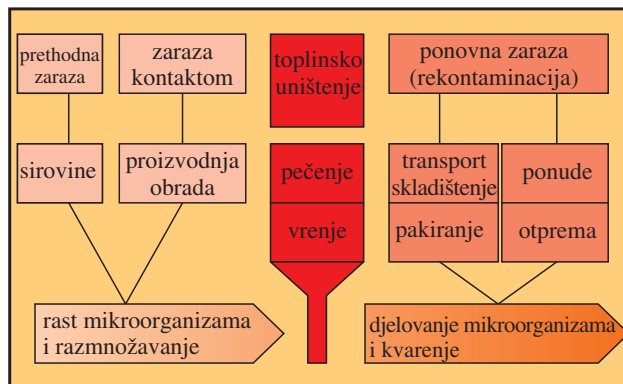 prethodna
zaraza
zaraza
kontaktom
toplinsko
uništenje
ponovna zaraza
(rekontaminacija)
sirovine
proizvodnja
obrada
pečenje
vrenje
transport
skladištenje
pakiranje
ponude
otprema
rast mikroorganizama
i razmnožavanje
djelovanje mikroorganizama
i kvarenje